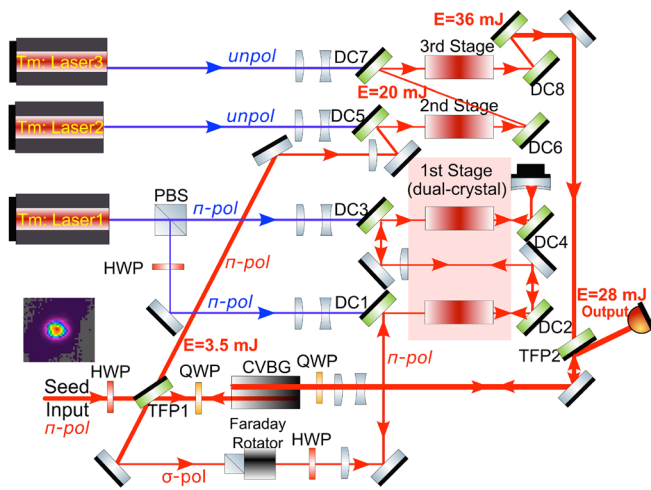 E=36 mJ
Tm: Laser3
unpol
DC7
3rd Stage
DC8
E=20 mJ
Tm: Laser2
unpol
DC5
2nd Stage
DC6
1st Stage
(dual-crystal)
PBS
Tm: Laser1
π-pol
DC3
DC4
HWP
π-pol
π-pol
DC1
DC2
E=28 mJ
Output
π-pol
TFP2
E=3.5 mJ
HWP
QWP
CVBG
QWP
Seed
Input
π-pol
TFP1
Faraday
Rotator
HWP
σ-pol